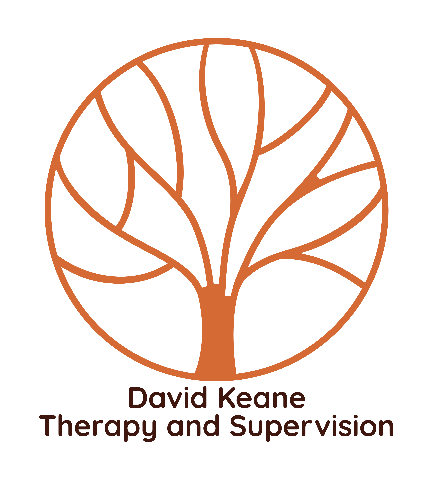 David Keane
Therapy and Supervision